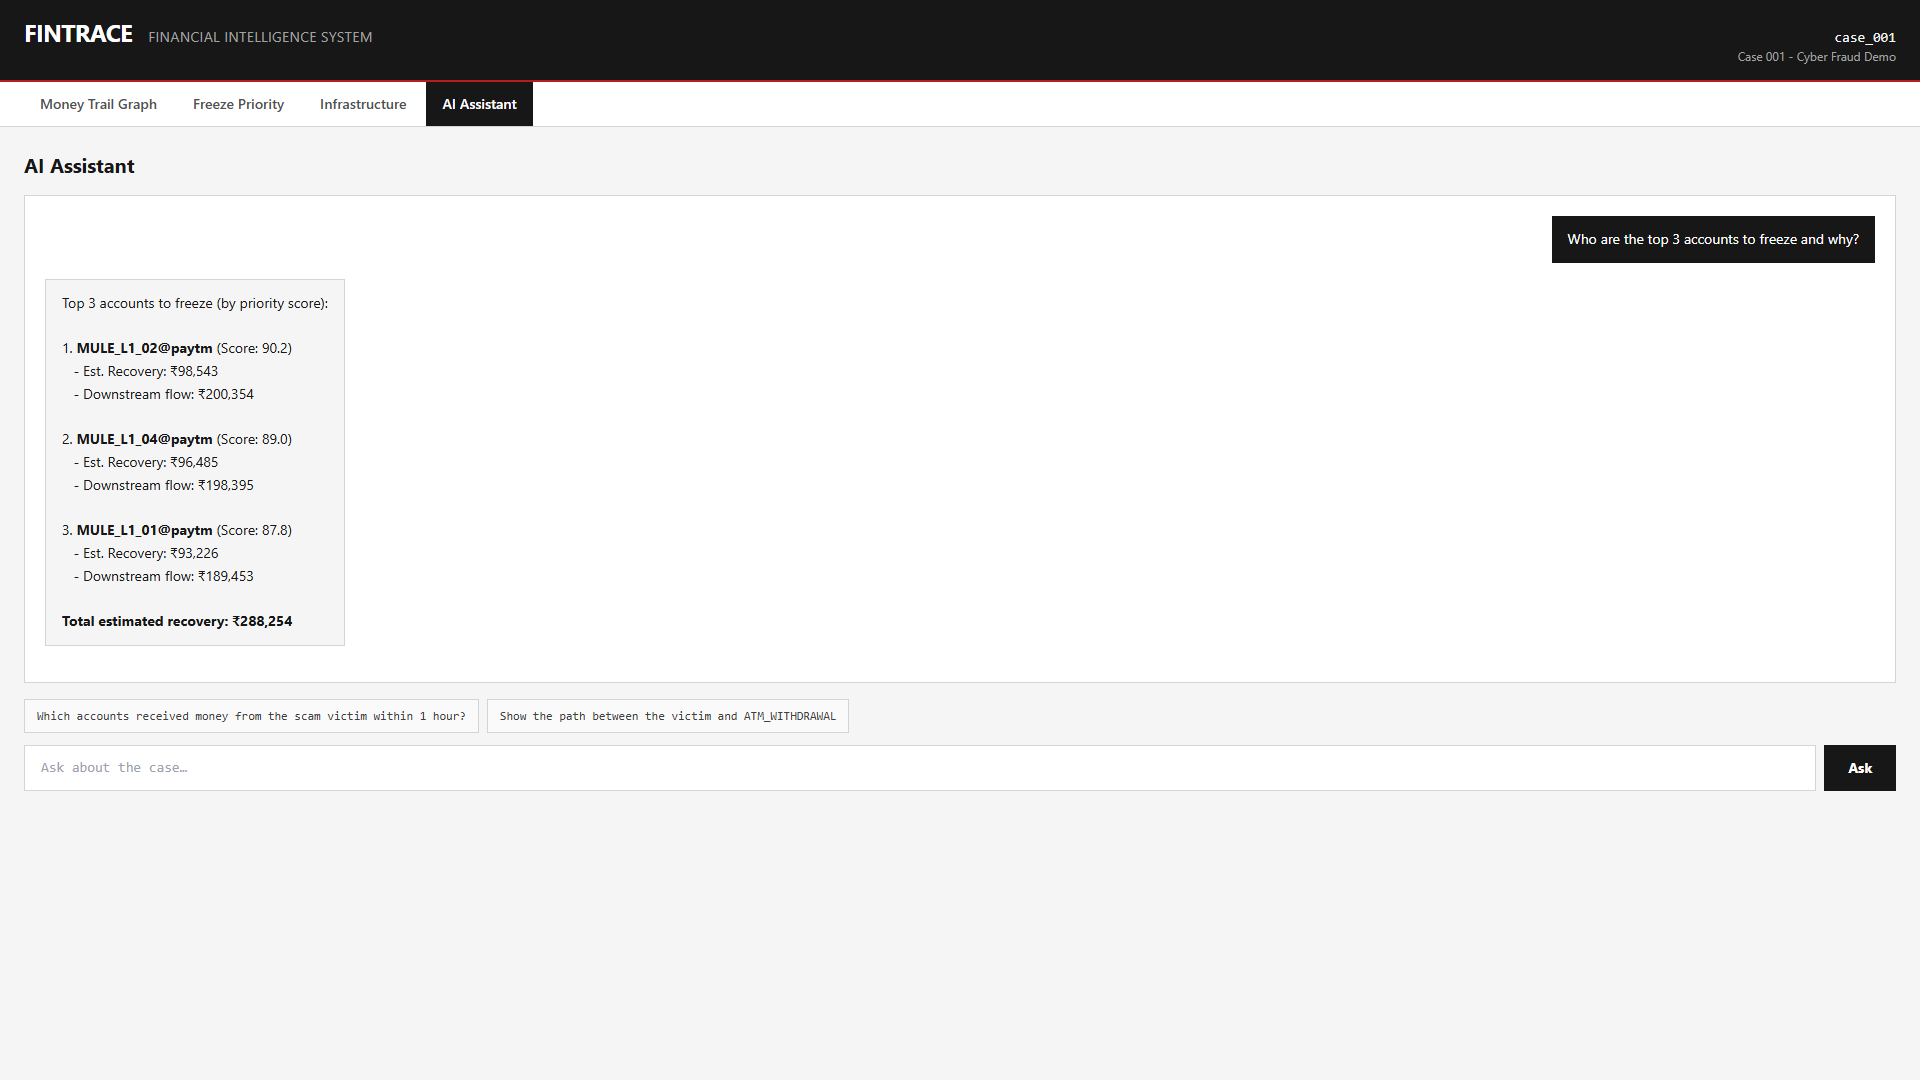 FINTRACE FINANCIAL INTELLIGENCE SYSTEM
case_001
Case 001 - Cyber Fraud Demo
Money Trail Graph Freeze Priority Infrastructure AI Assistant
AI Assistant
Who are the top 3 accounts to freeze and why?
Top 3 accounts to freeze (by priority score):
1. MULE_L1_02@paytm (Score: 90.2)
- Est. Recovery: ₹98,543
- Downstream flow: ₹200,354
2. MULE_L1_04@paytm (Score: 89.0)
- Est. Recovery: ₹96,485
- Downstream flow: ₹198,395
3. MULE_L1_01@paytm (Score: 87.8)
- Est. Recovery: ₹93,226
- Downstream flow: ₹189,453
Total estimated recovery: ₹288,254
Which accounts received money from the scam victim within 1 hour? Show the path between the victim and ATM_WITHDRAWAL
Ask about the case… Ask